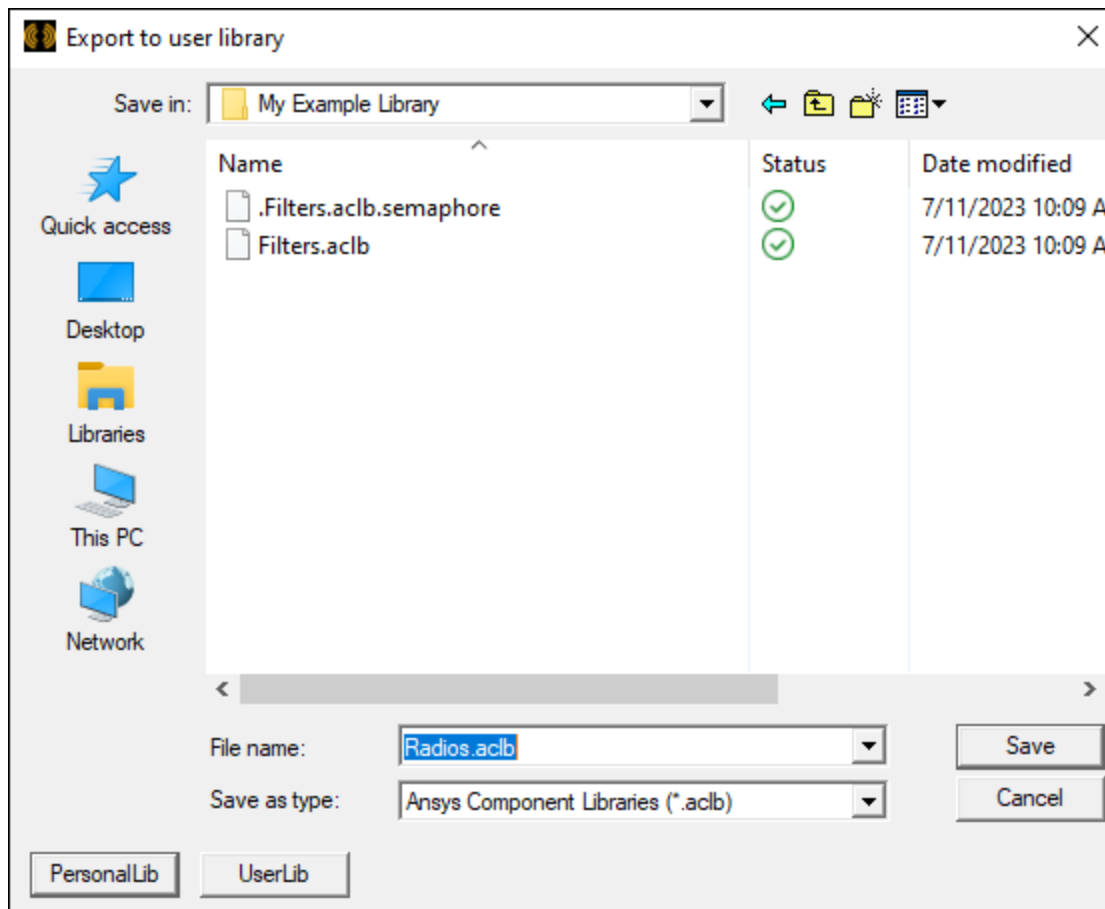 Export to user library
Save in: My Example Library
Name Status Date modified
.Filters.aclb.semaphore 7/11/2023 10:09 A
Filters.aclb 7/11/2023 10:09 A
Quick access
Desktop
Libraries
This PC
Network
File name: Radios.aclb Save
Save as type: Ansys Component Libraries (*.aclb) Cancel
PersonalLib UserLib